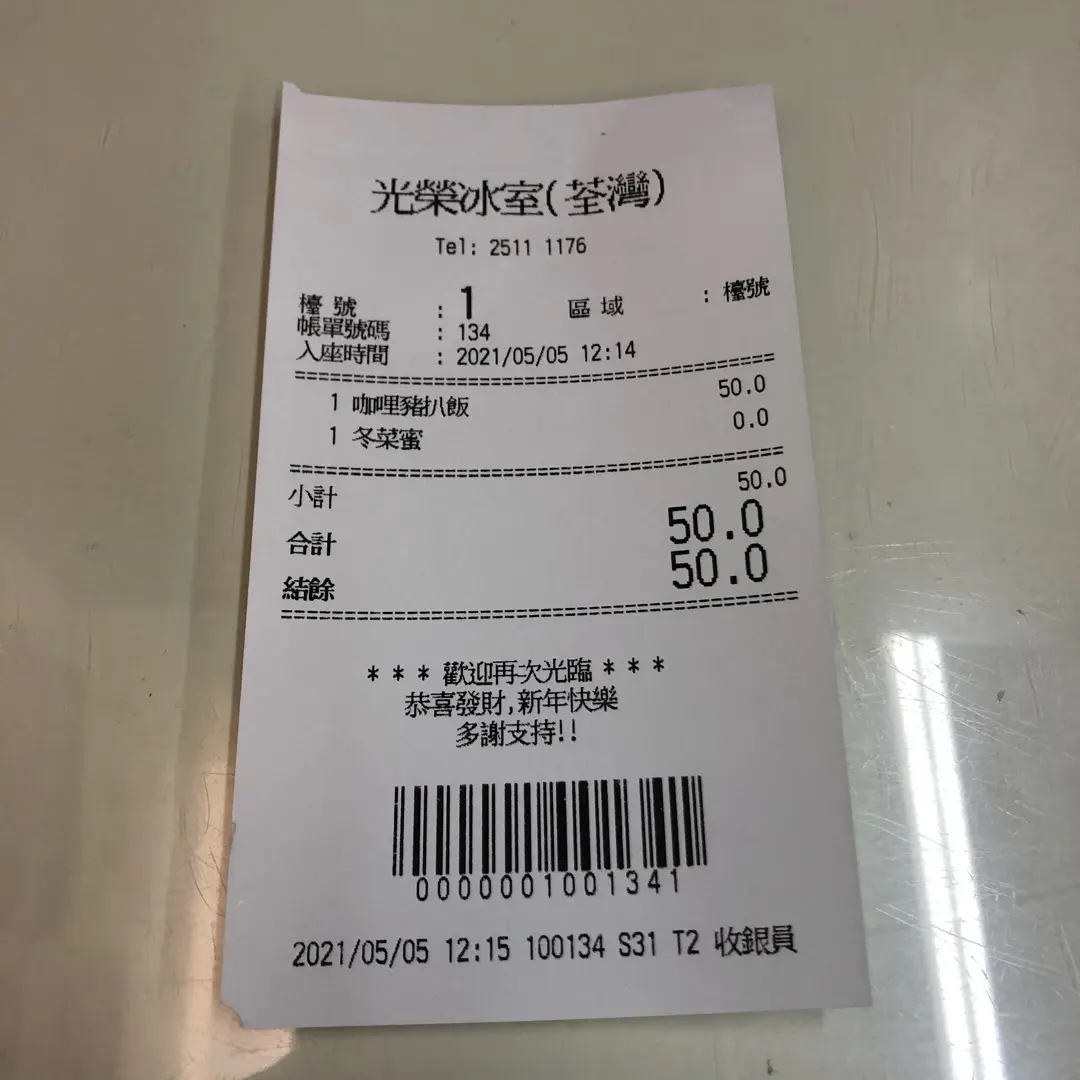 光榮冰室(荃灣)
Tel: 2511 1176
檯號 : 1 區域 : 檯號
帳單號碼 : 134
入座時間 : 2021/05/05 12:14
1 咖哩豬扒飯 50.0
1 冬菜蜜 0.0
小計 50.0
合計 50.0
結餘 50.0
* * * 歡迎再次光臨 * * *
恭喜發財,新年快樂
多謝支持!!
0000001001341
2021/05/05 12:15 100134 S31 T2 收銀員